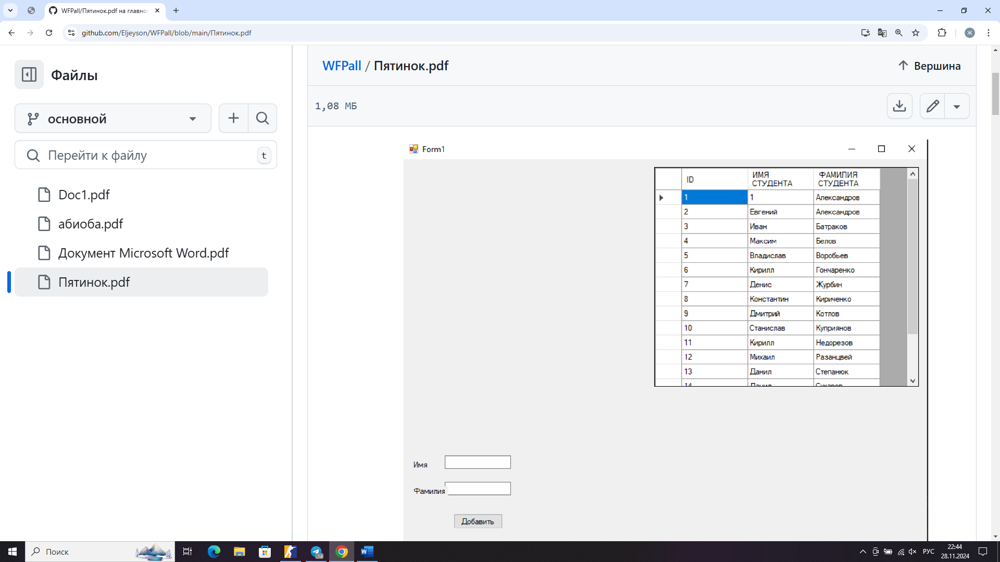 WFPall/Пятинок.pdf на главно
github.com/Eljeyson/WFPall/blob/main/Пятинок.pdf
Ж
Файлы
основной
Перейти к файлу
t
Doc1.pdf
абиоба.pdf
Документ Microsoft Word.pdf
Пятинок.pdf
WFPall / Пятинок.pdf
Вершина
1,08 МБ
Form1
ID ИМЯ СТУДЕНТА ФАМИЛИЯ СТУДЕНТА
1 1 Александров
2 Евгений Александров
3 Иван Батраков
4 Максим Белов
5 Владислав Воробьев
6 Кирилл Гончаренко
7 Денис Журбин
8 Константин Кириченко
9 Дмитрий Котлов
10 Станислав Куприянов
11 Кирилл Недорезов
12 Михаил Разанцвей
13 Данил Степанюк
14 Данил Сухарев
Имя
Фамилия
Добавить
Поиск
14
W
РУС
22:44
28.11.2024